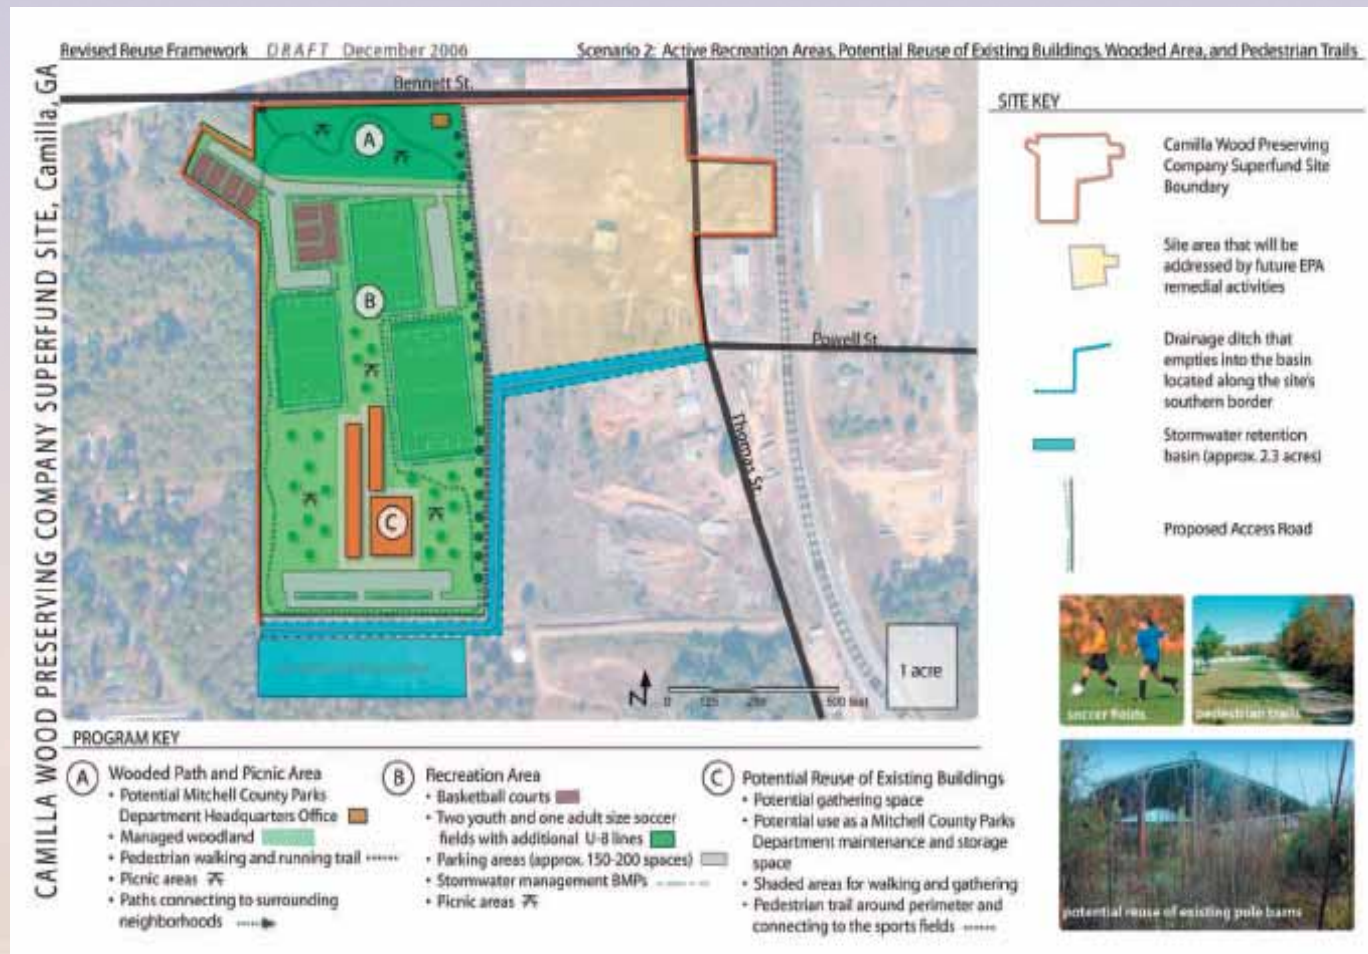 Revised Reuse Framework DRAFT December 2006
Scenario 2: Active Recreation Areas, Potential Reuse of Existing Buildings, Wooded Area, and Pedestrian Trails
CAMILLA WOOD PRESERVING COMPANY SUPERFUND SITE, Camilla, GA
Bennett St.
A
B
C
Powell St.
Thomas St.
N
0 125 250 500 feet
1 acre
SITE KEY
Camilla Wood Preserving
Company Superfund Site
Boundary
Site area that will be
addressed by future EPA
remedial activities
Drainage ditch that
empties into the basin
located along the site's
southern border
Stormwater retention
basin (approx. 2.3 acres)
Proposed Access Road
soccer fields
pedestrian trails
potential reuse of existing pole barns
PROGRAM KEY
A Wooded Path and Picnic Area
• Potential Mitchell County Parks
Department Headquarters Office
• Managed woodland
• Pedestrian walking and running trail
• Picnic areas
• Paths connecting to surrounding
neighborhoods
B Recreation Area
• Basketball courts
• Two youth and one adult size soccer
fields with additional U-8 lines
• Parking areas (approx. 150-200 spaces)
• Stormwater management BMPs
• Picnic areas
C Potential Reuse of Existing Buildings
• Potential gathering space
• Potential use as a Mitchell County Parks
Department maintenance and storage
space
• Shaded areas for walking and gathering
• Pedestrian trail around perimeter and
connecting to the sports fields